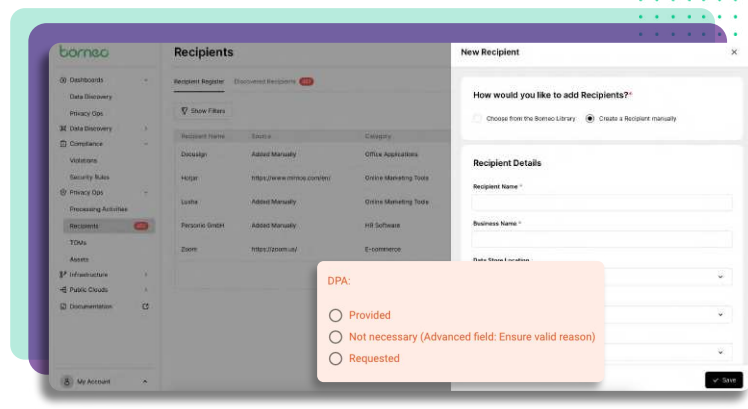 borneo
Dashboards
Data Discovery
Privacy Ops
Data Discovery
Compliance
Violations
Security Rules
Privacy Ops
Processing Activities
Recipients
TOMs
Assets
Infrastructure
Public Clouds
Documentation
My Account
Recipients
Recipient Register Discovered Recipients
Show Filters
Recipient Name Source Category
Docusign Added Manually Office Applications
Hotjar Online Marketing Tools
Lusha Added Manually Online Marketing Tools
Personio GmbH Added Manually HR Software
Zoom https://zoom.us/ E-commerce
New Recipient
How would you like to add Recipients?*
Choose from the Borneo Library Create a Recipient manually
Recipient Details
Recipient Name *
Business Name *
Data Store Location
Save
DPA:
Provided
Not necessary (Advanced field: Ensure valid reason)
Requested